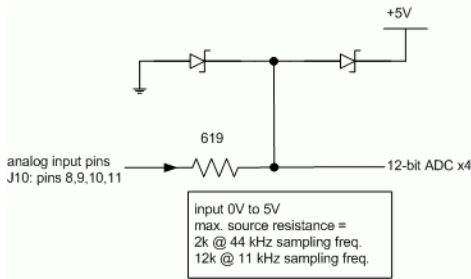 +5V
619
analog input pins
J10: pins 8,9,10,11
12-bit ADC x4
input 0V to 5V
max. source resistance =
2k @ 44 kHz sampling freq.
12k @ 11 kHz sampling freq.